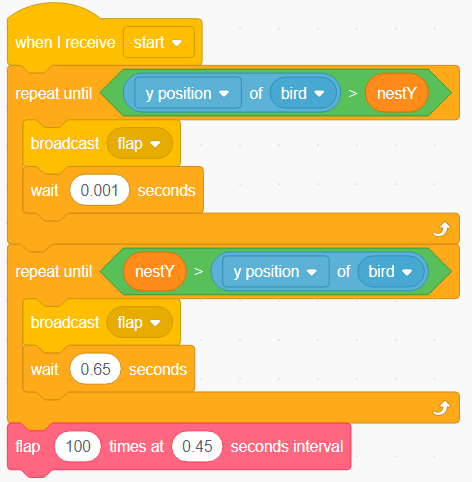 when I receive start
repeat until y position of bird > nestY
broadcast flap
wait 0.001 seconds
repeat until nestY > y position of bird
broadcast flap
wait 0.65 seconds
flap 100 times at 0.45 seconds interval